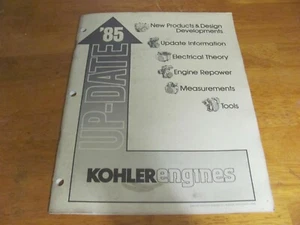 UP-DATE '85
New Products & Design
Developments
Update Information
Electrical Theory
Engine Repower
Measurements
Tools
KOHLERengines